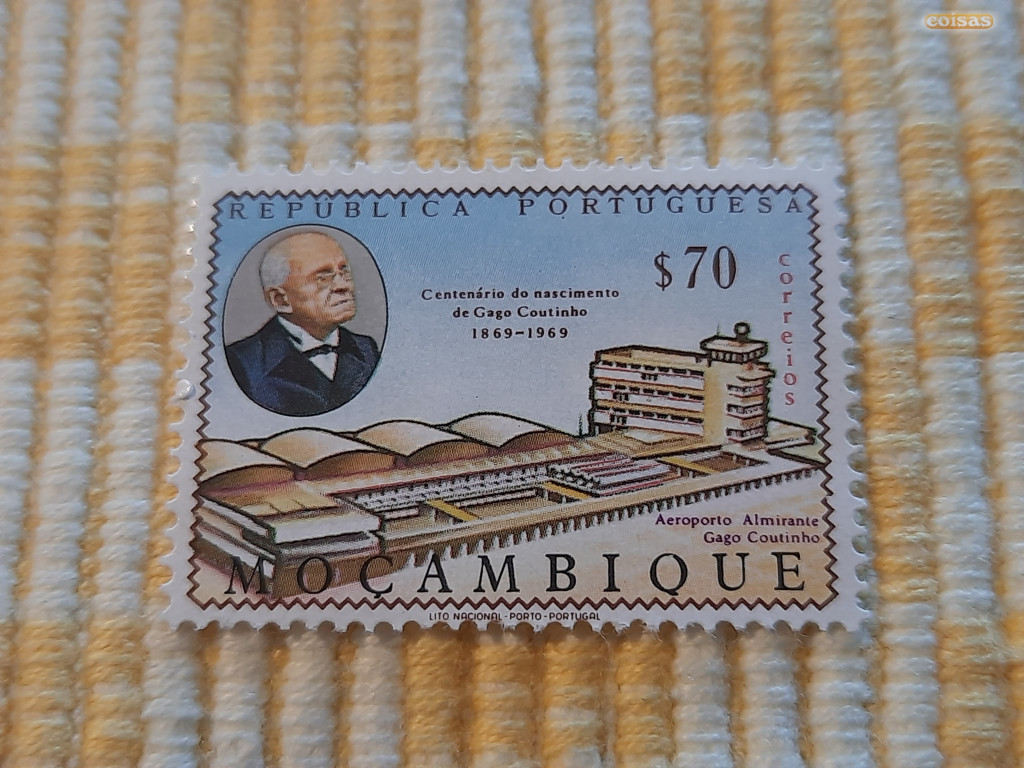 coisas
REPÚBLICA PORTUGUESA
$70
correios
Centenário do nascimento
de Gago Coutinho
1869-1969
Aeroporto Almirante
Gago Coutinho
MOÇAMBIQUE
LITO NACIONAL-PORTO-PORTUGAL